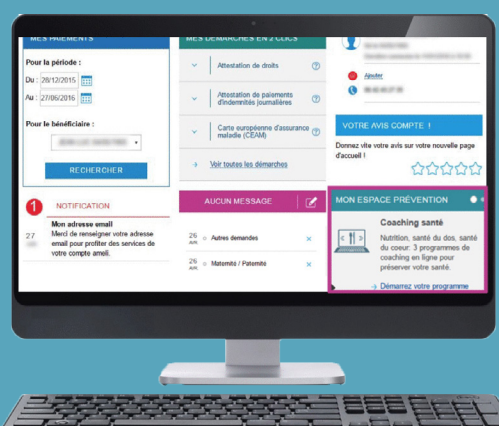 MES PAIEMENTS
Pour la période :
Du : 28/12/2015
Au : 27/06/2016
Pour le bénéficiaire :
RECHERCHER
1 NOTIFICATION
27
Mon adresse email
Merci de renseigner votre adresse
email pour profiter des services de
votre compte ameli.
MES DÉMARCHES EN 2 CLICS
Attestation de droits
Attestation de paiements
d'indemnités journalières
Carte européenne d'assurance
maladie (CEAM)
Voir toutes les démarches
AUCUN MESSAGE
26 Autres demandes
26 Maternité / Paternité
Ajouter
VOTRE AVIS COMPTE !
Donnez vite votre avis sur votre nouvelle page
d'accueil !
MON ESPACE PRÉVENTION
Coaching santé
Nutrition, santé du dos, santé
du coeur: 3 programmes de
coaching en ligne pour
préserver votre santé.
Démarrez votre programme